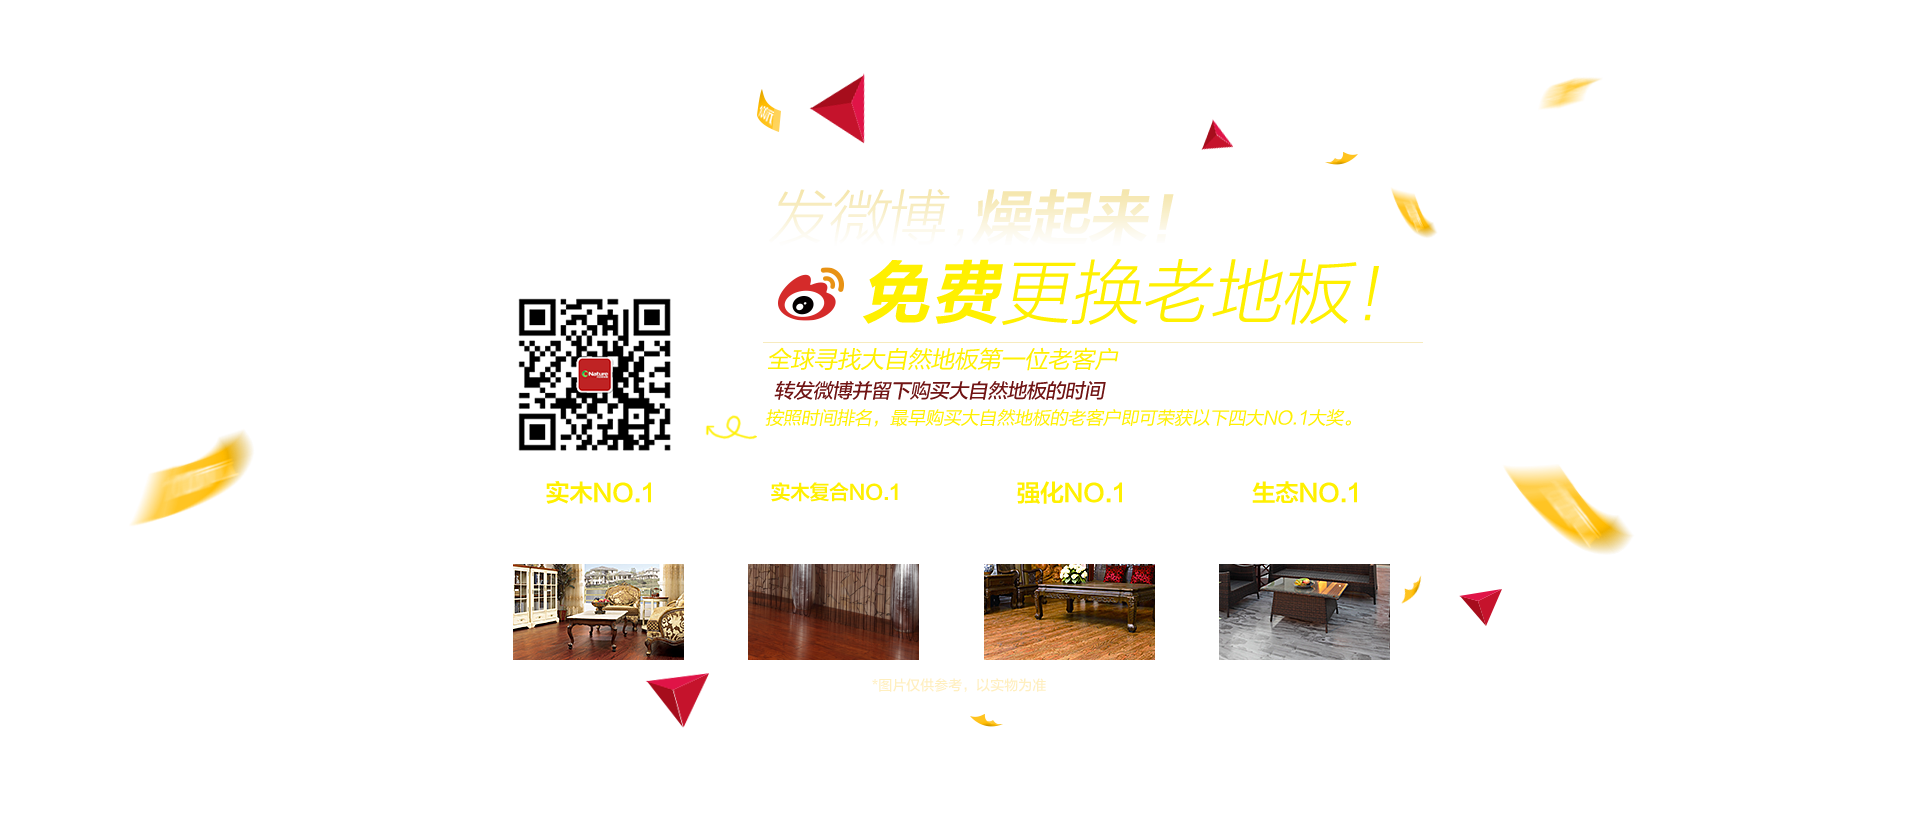 发微博，燥起来！
免费更换老地板！
全球寻找大自然地板第一位老客户
转发微博并留下购买大自然地板的时间
按照时间排名，最早购买大自然地板的老客户即可荣获以下四大NO.1大奖。
Nature
实木NO.1
实木复合NO.1
强化NO.1
生态NO.1
*图片仅供参考，以实物为准